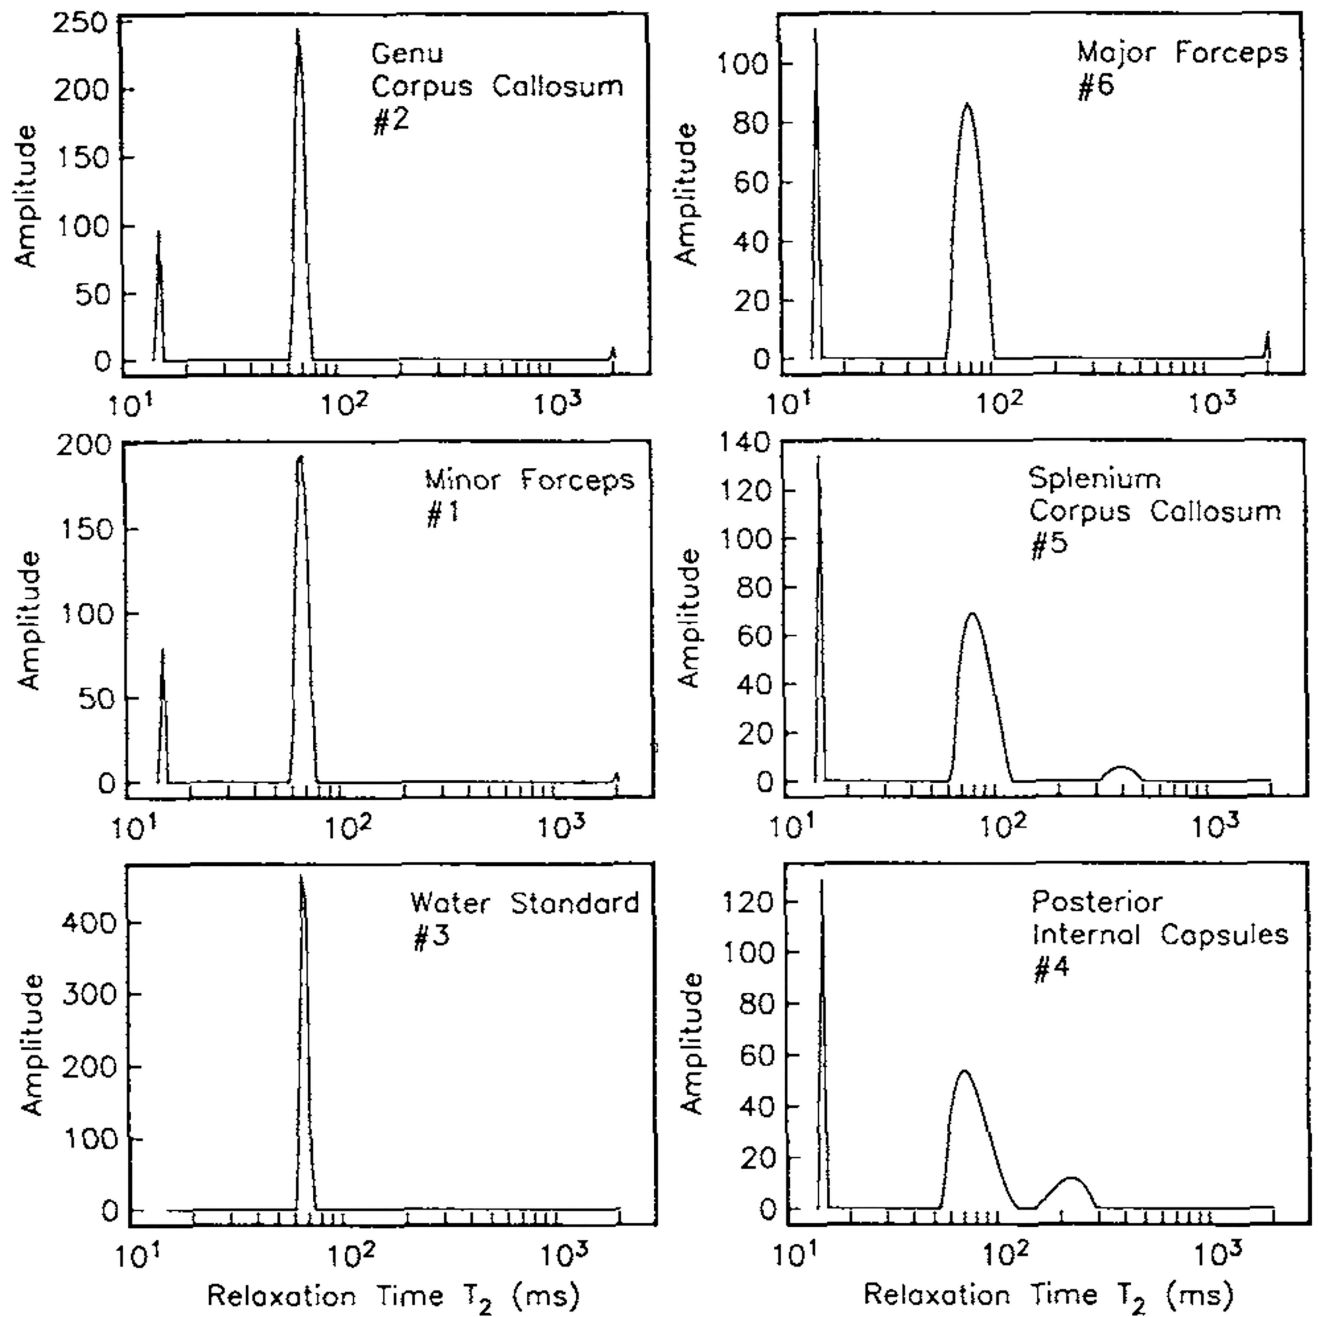 250
200
150
100
50
0
Amplitude
Genu
Corpus Callosum
#2
10¹ 10² 10³
100
80
60
40
20
0
Amplitude
Major Forceps
#6
10¹ 10² 10³
200
150
100
50
0
Amplitude
Minor Forceps
#1
10¹ 10² 10³
140
120
100
80
60
40
20
0
Amplitude
Splenium
Corpus Callosum
#5
10¹ 10² 10³
400
300
200
100
0
Amplitude
Water Standard
#3
10¹ 10² 10³
Relaxation Time T₂ (ms)
120
100
80
60
40
20
0
Amplitude
Posterior
Internal Capsules
#4
10¹ 10² 10³
Relaxation Time T₂ (ms)